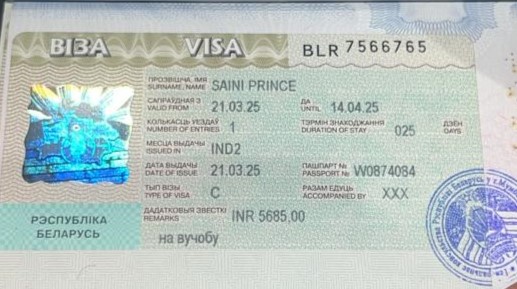 ВІЗА VISA BLR 7566765
ПРОЗВІШЧА, ІМЯ
SURNAME, NAME SAINI PRINCE
САПРАЎДНАЯ З ДА
VALID FROM 21.03.25 UNTIL 14.04.25
КОЛЬКАСЦЬ УЕЗДАЎ ТЭРМІН ЗНАХОДЖАННЯ ДЗЁН
NUMBER OF ENTRIES 1 DURATION OF STAY 025 DAYS
МЕСЦА ВЫДАЧЫ
ISSUED IN IND2
ДАТА ВЫДАЧЫ ПАШПАРТ №
DATE OF ISSUE 21.03.25 PASSPORT № W0874084
ТЫП ВІЗЫ РАЗАМ ЕДУЦЬ
TYPE OF VISA C ACCOMPANIED BY XXX
ДАДАТКОВЫЯ ЗВЕСТКІ
REMARKS INR 5685,00
на вучобу
РЭСПУБЛІКА
БЕЛАРУСЬ